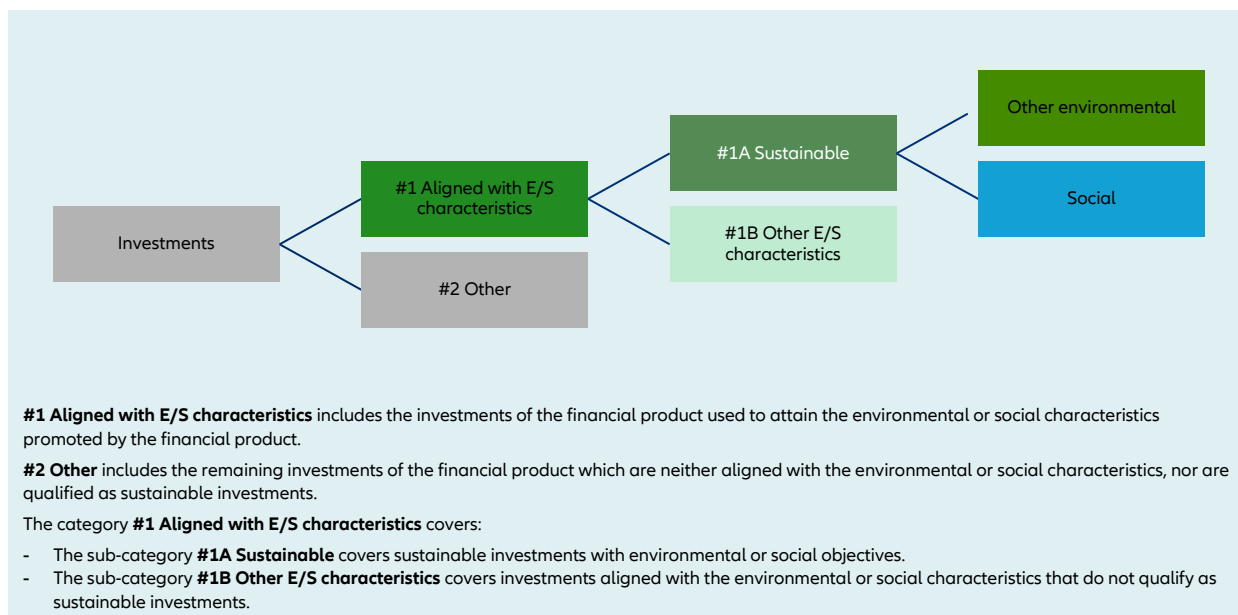 Other environmental
#1A Sustainable
#1 Aligned with E/S
characteristics
Social
Investments
#1B Other E/S
characteristics
#2 Other
#1 Aligned with E/S characteristics includes the investments of the financial product used to attain the environmental or social characteristics
promoted by the financial product.
#2 Other includes the remaining investments of the financial product which are neither aligned with the environmental or social characteristics, nor are
qualified as sustainable investments.
The category #1 Aligned with E/S characteristics covers:
- The sub-category #1A Sustainable covers sustainable investments with environmental or social objectives.
- The sub-category #1B Other E/S characteristics covers investments aligned with the environmental or social characteristics that do not qualify as
sustainable investments.